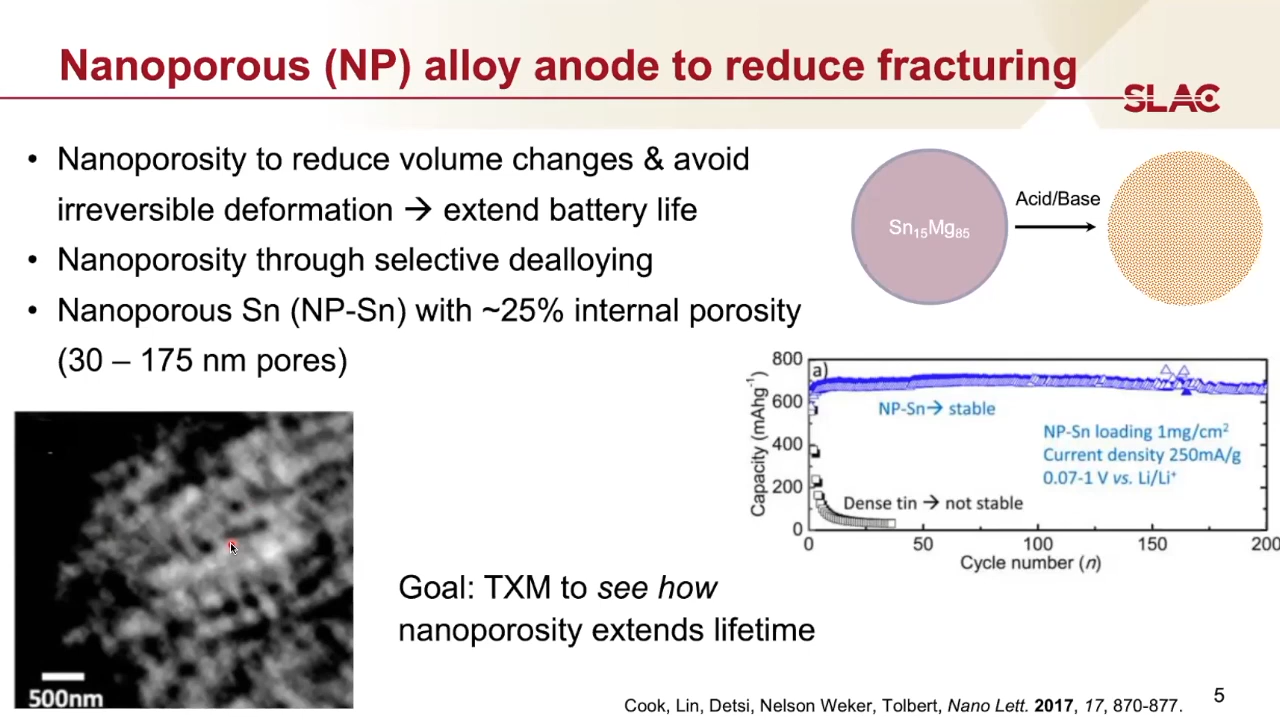 Nanoporous (NP) alloy anode to reduce fracturing
SLAC
• Nanoporosity to reduce volume changes & avoid
irreversible deformation → extend battery life
• Nanoporosity through selective dealloying
• Nanoporous Sn (NP-Sn) with ~25% internal porosity
(30 – 175 nm pores)
Sn₁₅Mg₈₅
Acid/Base
a)
Capacity (mAhg⁻¹)
800
600
400
200
0
NP-Sn→ stable
NP-Sn loading 1mg/cm²
Current density 250mA/g
0.07-1 V vs. Li/Li⁺
Dense tin → not stable
0 50 100 150 200
Cycle number (n)
500nm
Goal: TXM to see how
nanoporosity extends lifetime
Cook, Lin, Detsi, Nelson Weker, Tolbert, Nano Lett. 2017, 17, 870-877.
5